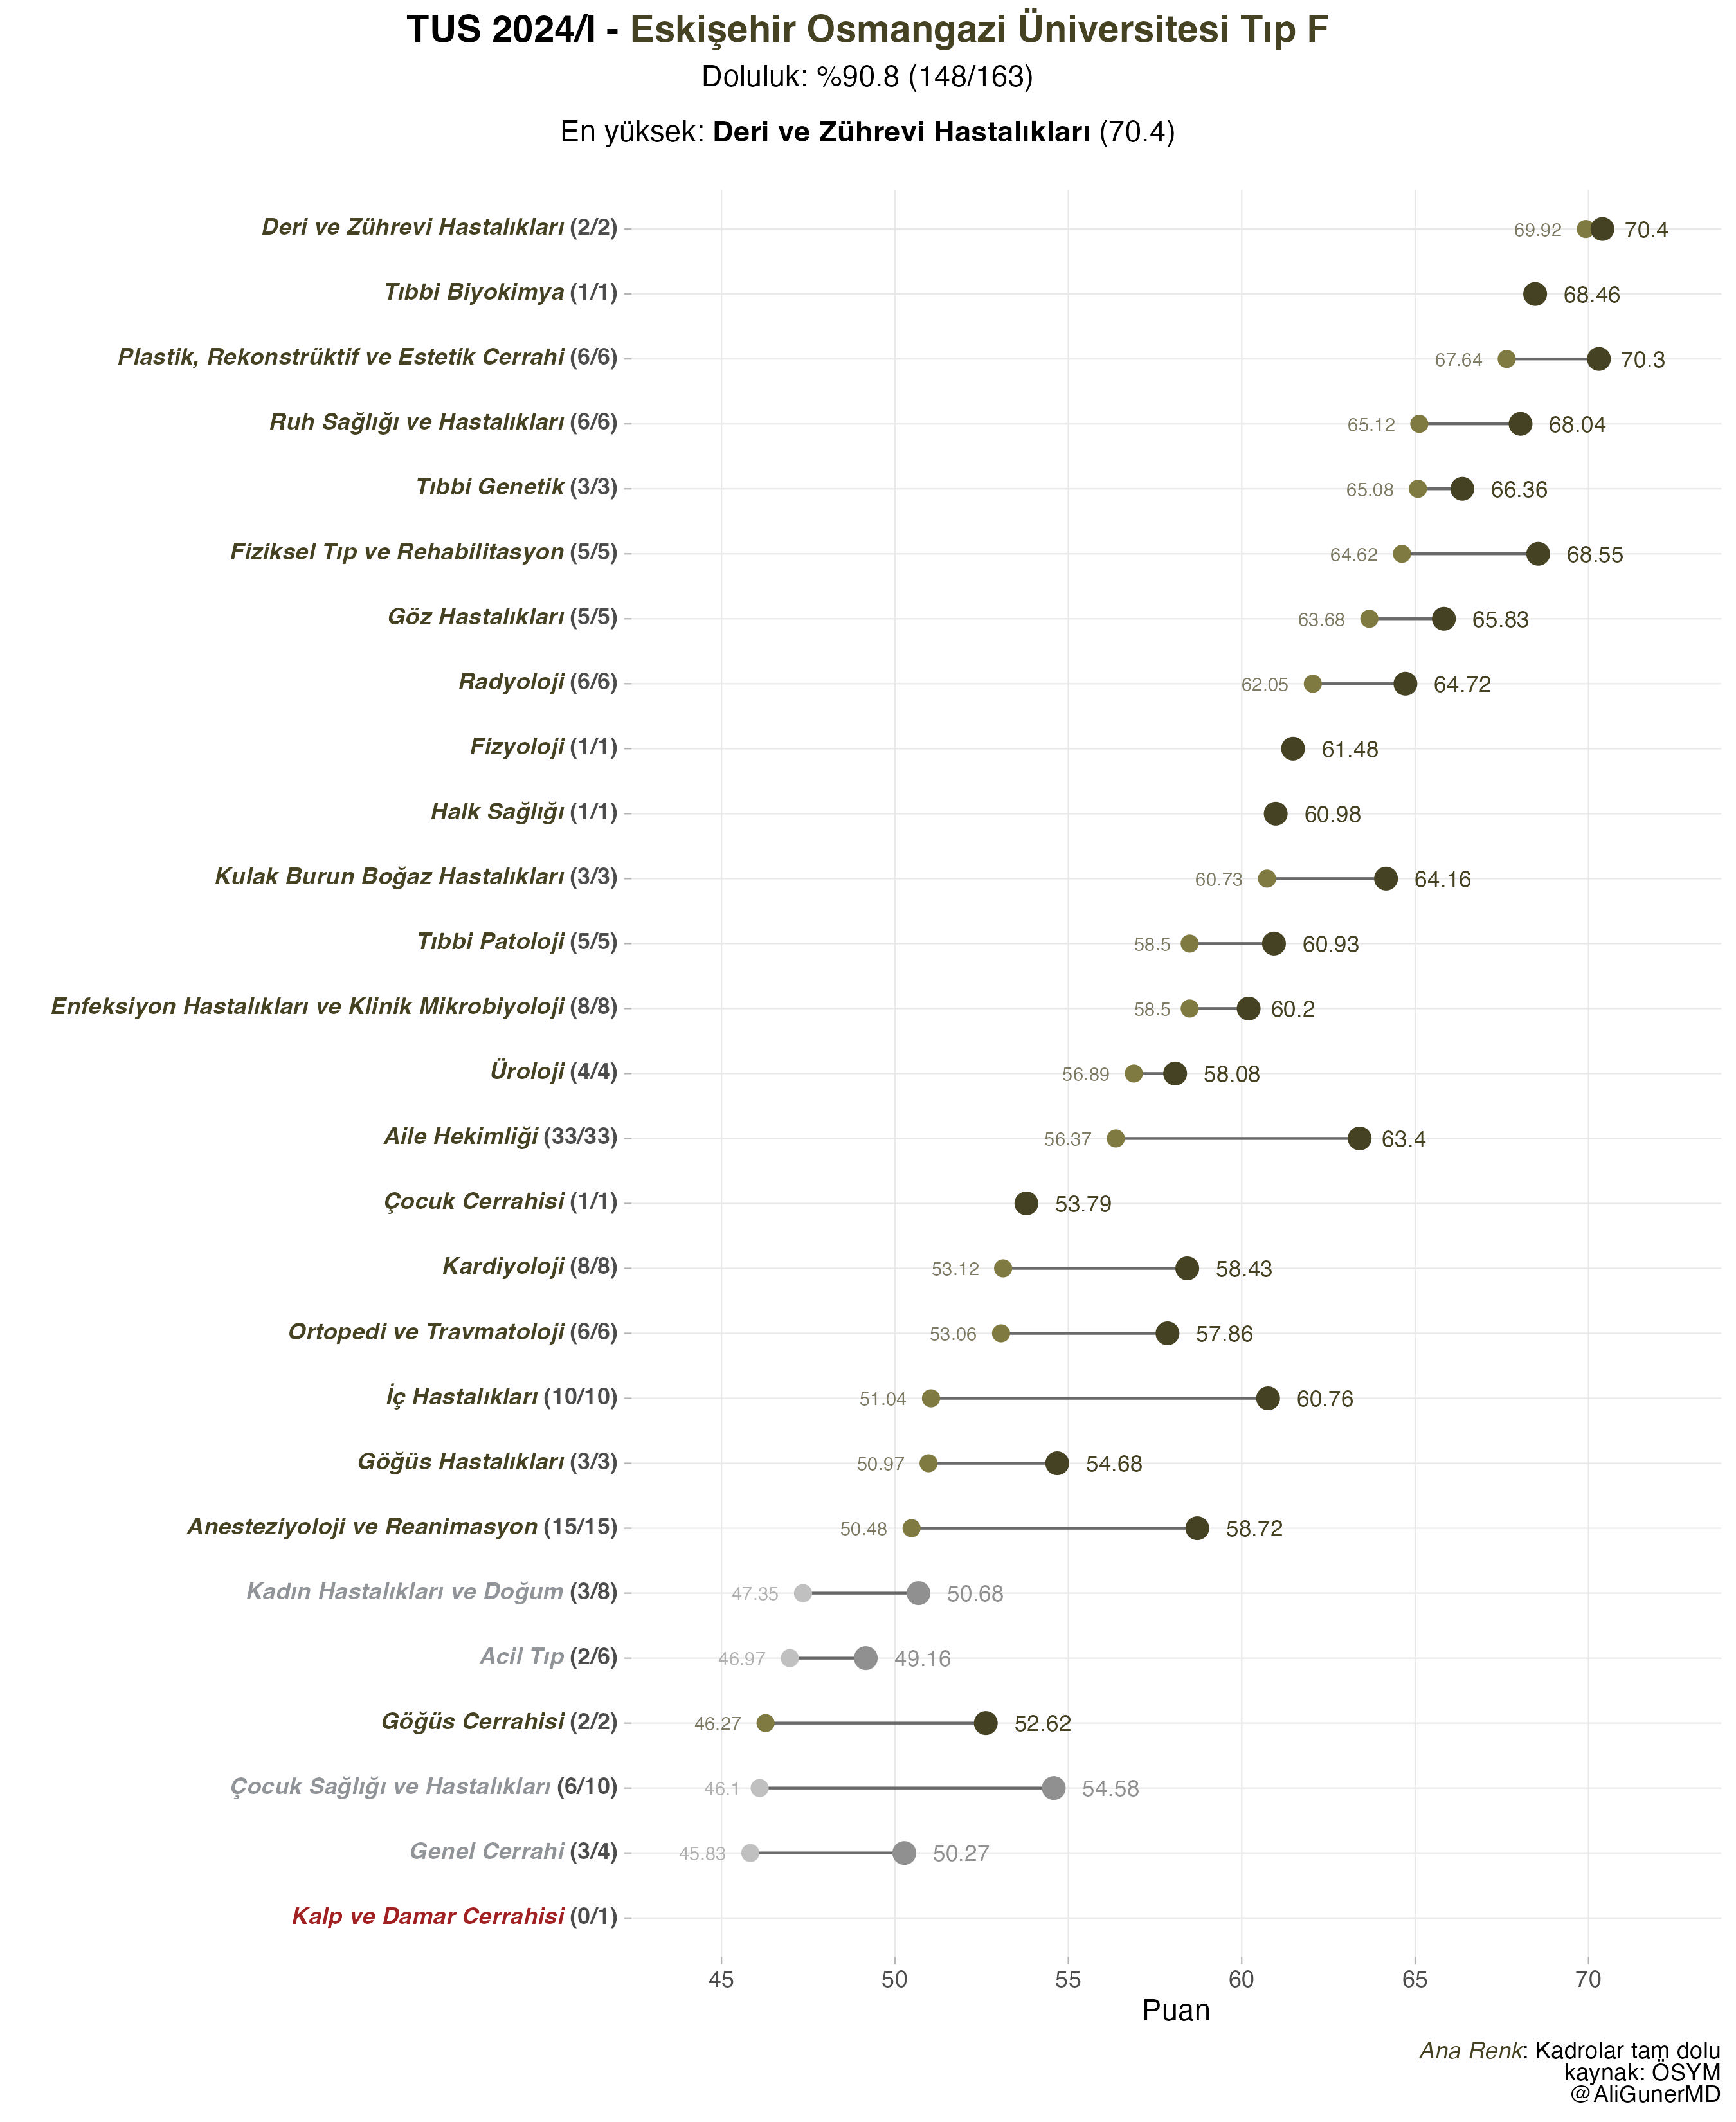 TUS 2024/I - Eskişehir Osmangazi Üniversitesi Tıp F
Doluluk: %90.8 (148/163)
En yüksek: Deri ve Zührevi Hastalıkları (70.4)
Deri ve Zührevi Hastalıkları (2/2) 69.92 70.4
Tıbbi Biyokimya (1/1) 68.46
Plastik, Rekonstrüktif ve Estetik Cerrahi (6/6) 67.64 70.3
Ruh Sağlığı ve Hastalıkları (6/6) 65.12 68.04
Tıbbi Genetik (3/3) 65.08 66.36
Fiziksel Tıp ve Rehabilitasyon (5/5) 64.62 68.55
Göz Hastalıkları (5/5) 63.68 65.83
Radyoloji (6/6) 62.05 64.72
Fizyoloji (1/1) 61.48
Halk Sağlığı (1/1) 60.98
Kulak Burun Boğaz Hastalıkları (3/3) 60.73 64.16
Tıbbi Patoloji (5/5) 58.5 60.93
Enfeksiyon Hastalıkları ve Klinik Mikrobiyoloji (8/8) 58.5 60.2
Üroloji (4/4) 56.89 58.08
Aile Hekimliği (33/33) 56.37 63.4
Çocuk Cerrahisi (1/1) 53.79
Kardiyoloji (8/8) 53.12 58.43
Ortopedi ve Travmatoloji (6/6) 53.06 57.86
İç Hastalıkları (10/10) 51.04 60.76
Göğüs Hastalıkları (3/3) 50.97 54.68
Anesteziyoloji ve Reanimasyon (15/15) 50.48 58.72
Kadın Hastalıkları ve Doğum (3/8) 47.35 50.68
Acil Tıp (2/6) 46.97 49.16
Göğüs Cerrahisi (2/2) 46.27 52.62
Çocuk Sağlığı ve Hastalıkları (6/10) 46.1 54.58
Genel Cerrahi (3/4) 45.83 50.27
Kalp ve Damar Cerrahisi (0/1)
45 50 55 60 65 70
Puan
Ana Renk: Kadrolar tam dolu
kaynak: ÖSYM
@AliGunerMD